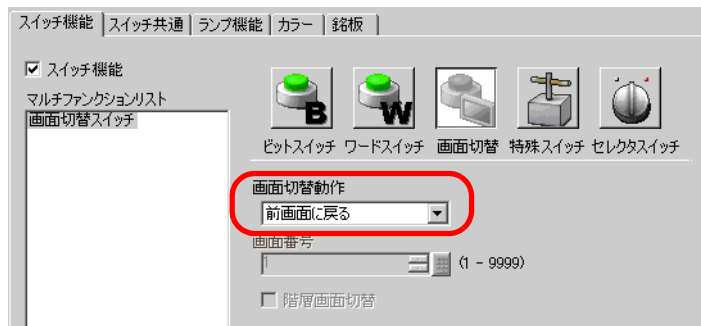 スイッチ機能 スイッチ共通 ランプ機能 カラー 銘板
スイッチ機能
マルチファンクションリスト
画面切替スイッチ
B W
ビットスイッチ ワードスイッチ 画面切替 特殊スイッチ セレクタスイッチ
画面切替動作
前画面に戻る
画面番号
1 (1 - 9999)
階層画面切替